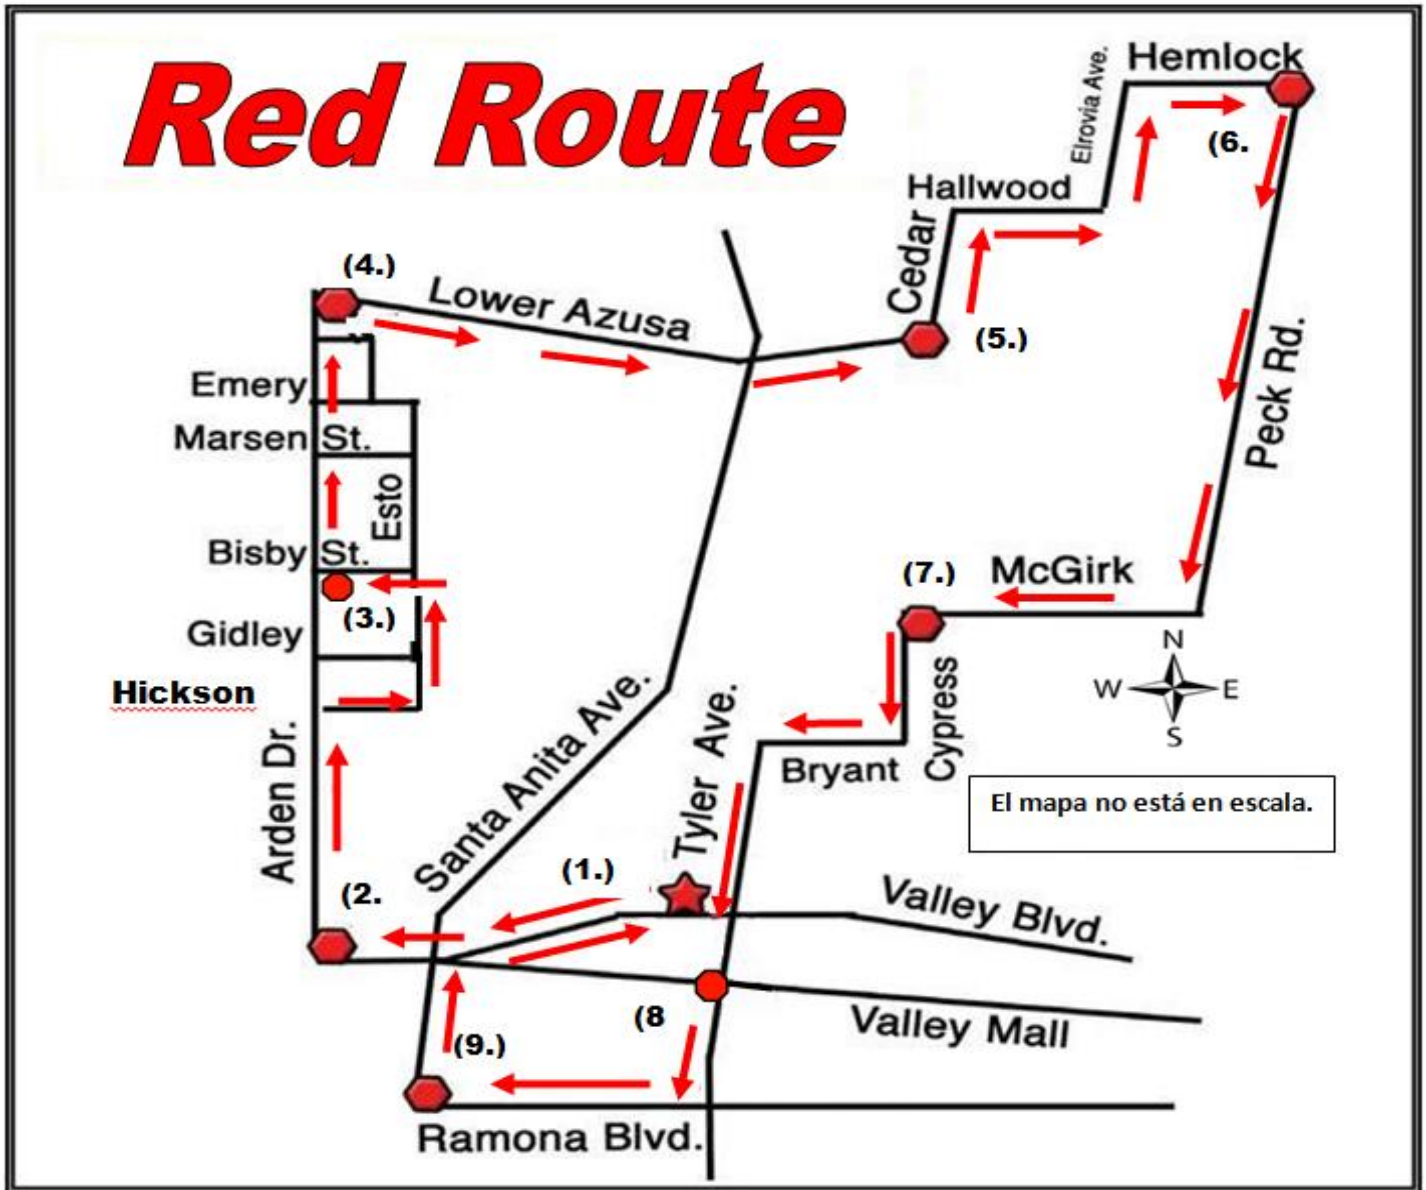 Red Route
Hemlock
Elrovia Ave.
(6.
Hallwood
Cedar
(4.)
Lower Azusa
(5.)
Peck Rd.
Emery
Marsen St.
Esto
Bisby St.
(3.)
Gidley
Hickson
(7.)
McGirk
N
W
E
S
Cypress
Bryant
Arden Dr.
Santa Anita Ave.
Tyler Ave.
El mapa no está en escala.
(1.)
(2.
Valley Blvd.
(8
Valley Mall
(9.)
Ramona Blvd.